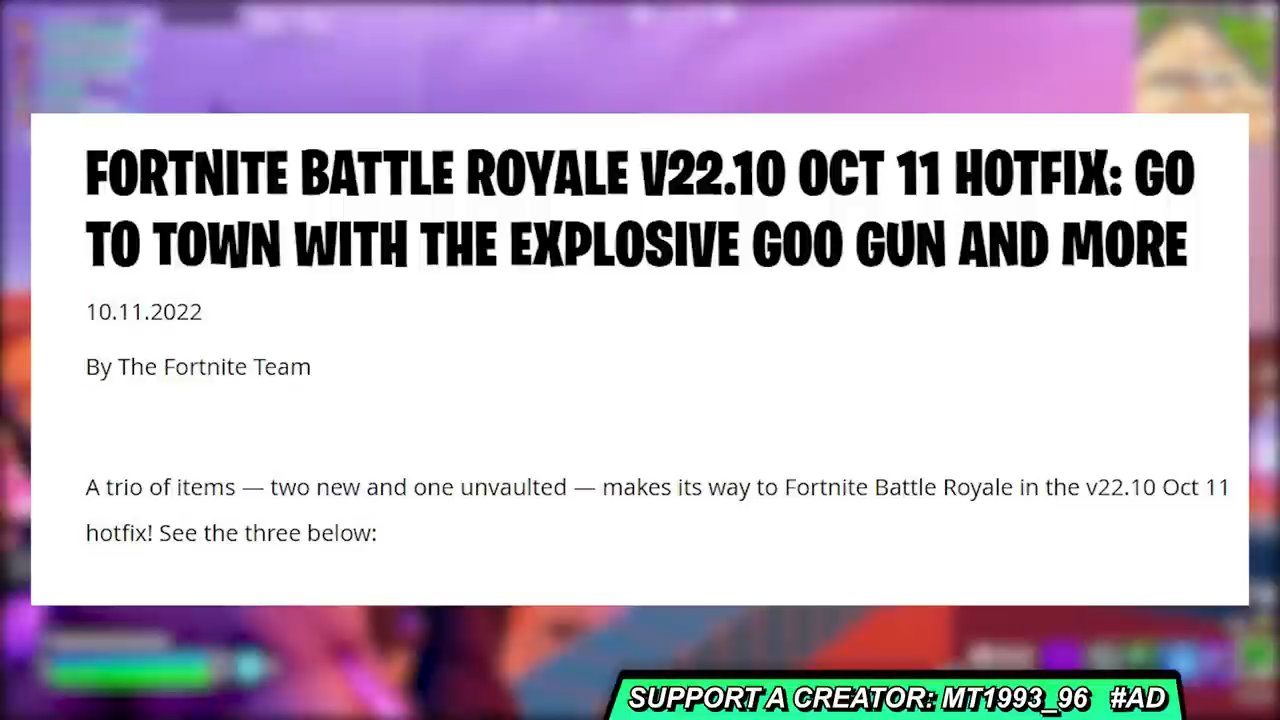 FORTNITE BATTLE ROYALE V22.10 OCT 11 HOTFIX: GO
TO TOWN WITH THE EXPLOSIVE GOO GUN AND MORE
10.11.2022
By The Fortnite Team
A trio of items — two new and one unvaulted — makes its way to Fortnite Battle Royale in the v22.10 Oct 11
hotfix! See the three below:
SUPPORT A CREATOR: MT1993_96 #AD